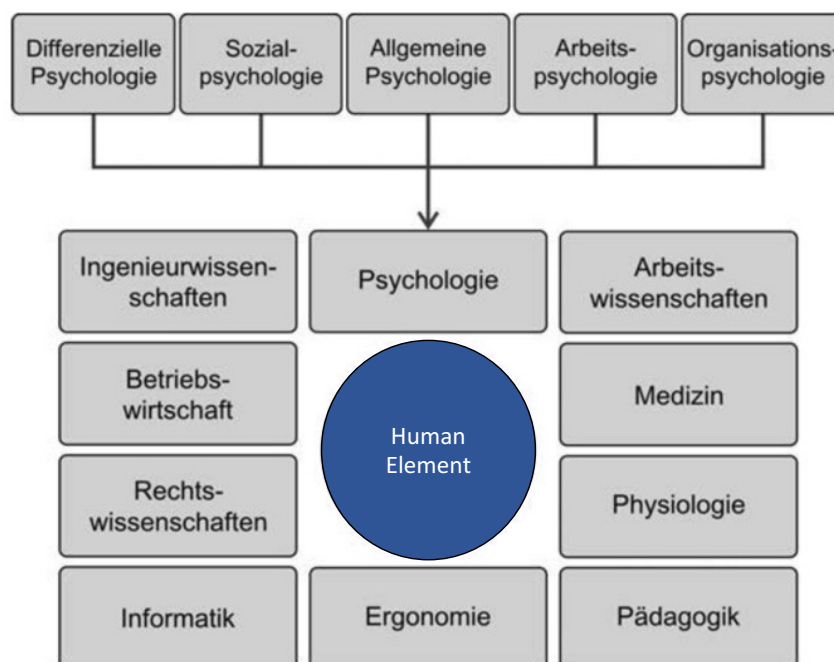 Differenzielle
Psychologie
Sozial-
psychologie
Allgemeine
Psychologie
Arbeits-
psychologie
Organisations-
psychologie
Ingenieurwissen-
schaften
Psychologie
Arbeits-
wissenschaften
Betriebs-
wirtschaft
Human
Element
Medizin
Rechts-
wissenschaften
Physiologie
Informatik
Ergonomie
Pädagogik